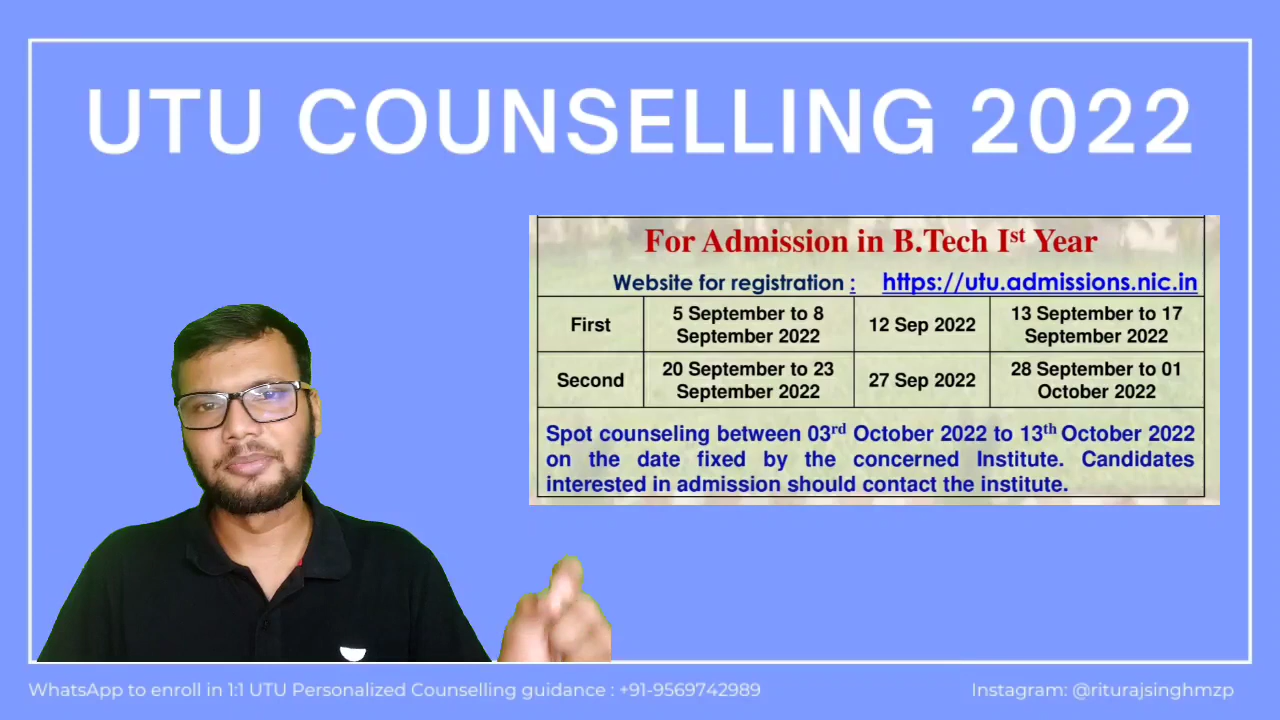 UTU COUNSELLING 2022
For Admission in B.Tech Ist Year
Website for registration : https://utu.admissions.nic.in
First
5 September to 8
September 2022
12 Sep 2022
13 September to 17
September 2022
Second
20 September to 23
September 2022
27 Sep 2022
28 September to 01
October 2022
Spot counseling between 03rd October 2022 to 13th October 2022
on the date fixed by the concerned Institute. Candidates
interested in admission should contact the institute.
WhatsApp to enroll in 1:1 UTU Personalized Counselling guidance : +91-9569742989
Instagram: @riturajsinghmzp